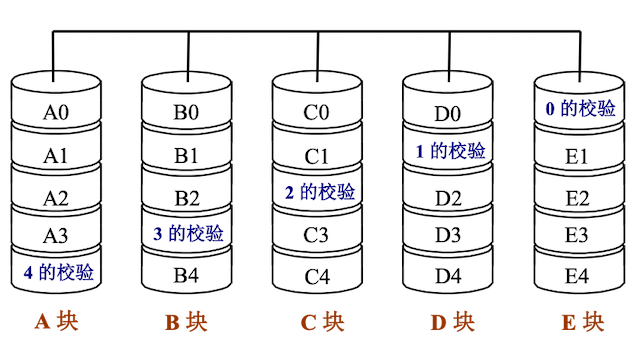 A0 B0 C0 D0 0 的校验
A1 B1 C1 1 的校验 E1
A2 B2 2 的校验 D2 E2
A3 3 的校验 C3 D3 E3
4 的校验 B4 C4 D4 E4
A 块 B 块 C 块 D 块 E 块